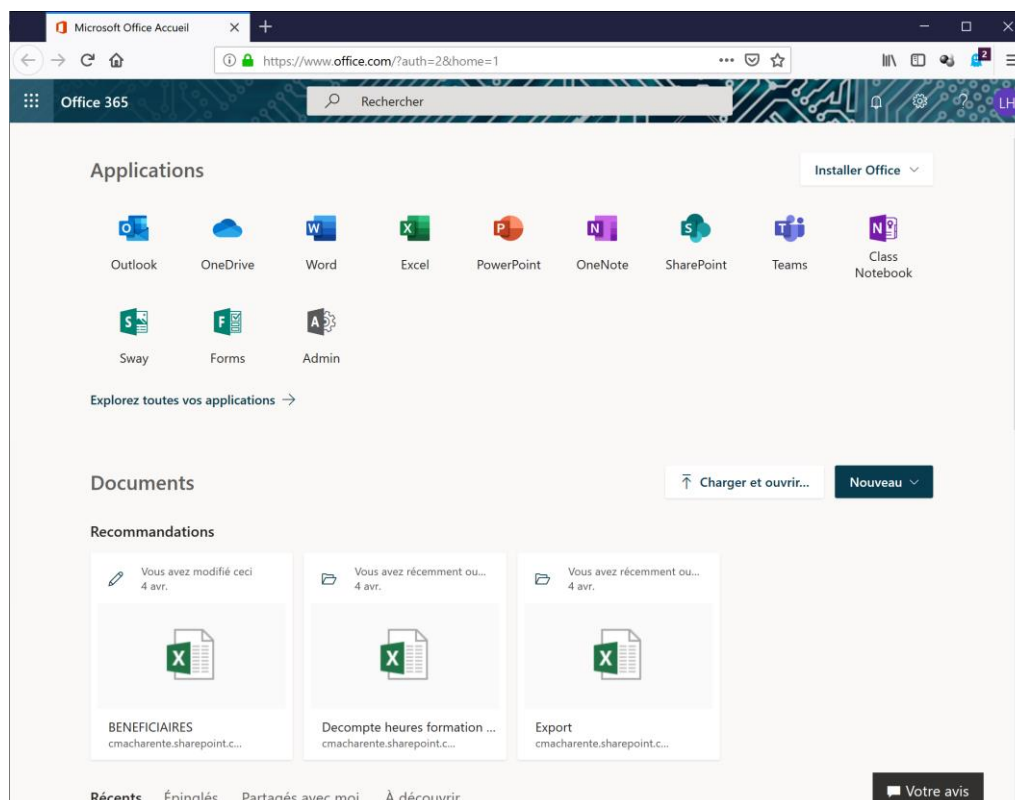 Microsoft Office Accueil
https://www.office.com/?auth=2&home=1
2
Office 365
Rechercher
LH
Applications
Installer Office
Outlook OneDrive Word Excel PowerPoint OneNote SharePoint Teams Class Notebook
Sway Forms Admin
Explorez toutes vos applications
Documents
Charger et ouvrir...
Nouveau
Recommandations
Vous avez modifié ceci
4 avr.
Vous avez récemment ou...
4 avr.
Vous avez récemment ou...
4 avr.
BENEFICIAIRES
cmacharente.sharepoint.c...
Decompte heures formation ...
cmacharente.sharepoint.c...
Export
cmacharente.sharepoint.c...
Récents Épinglés Partagés avec moi À découvrir
Votre avis